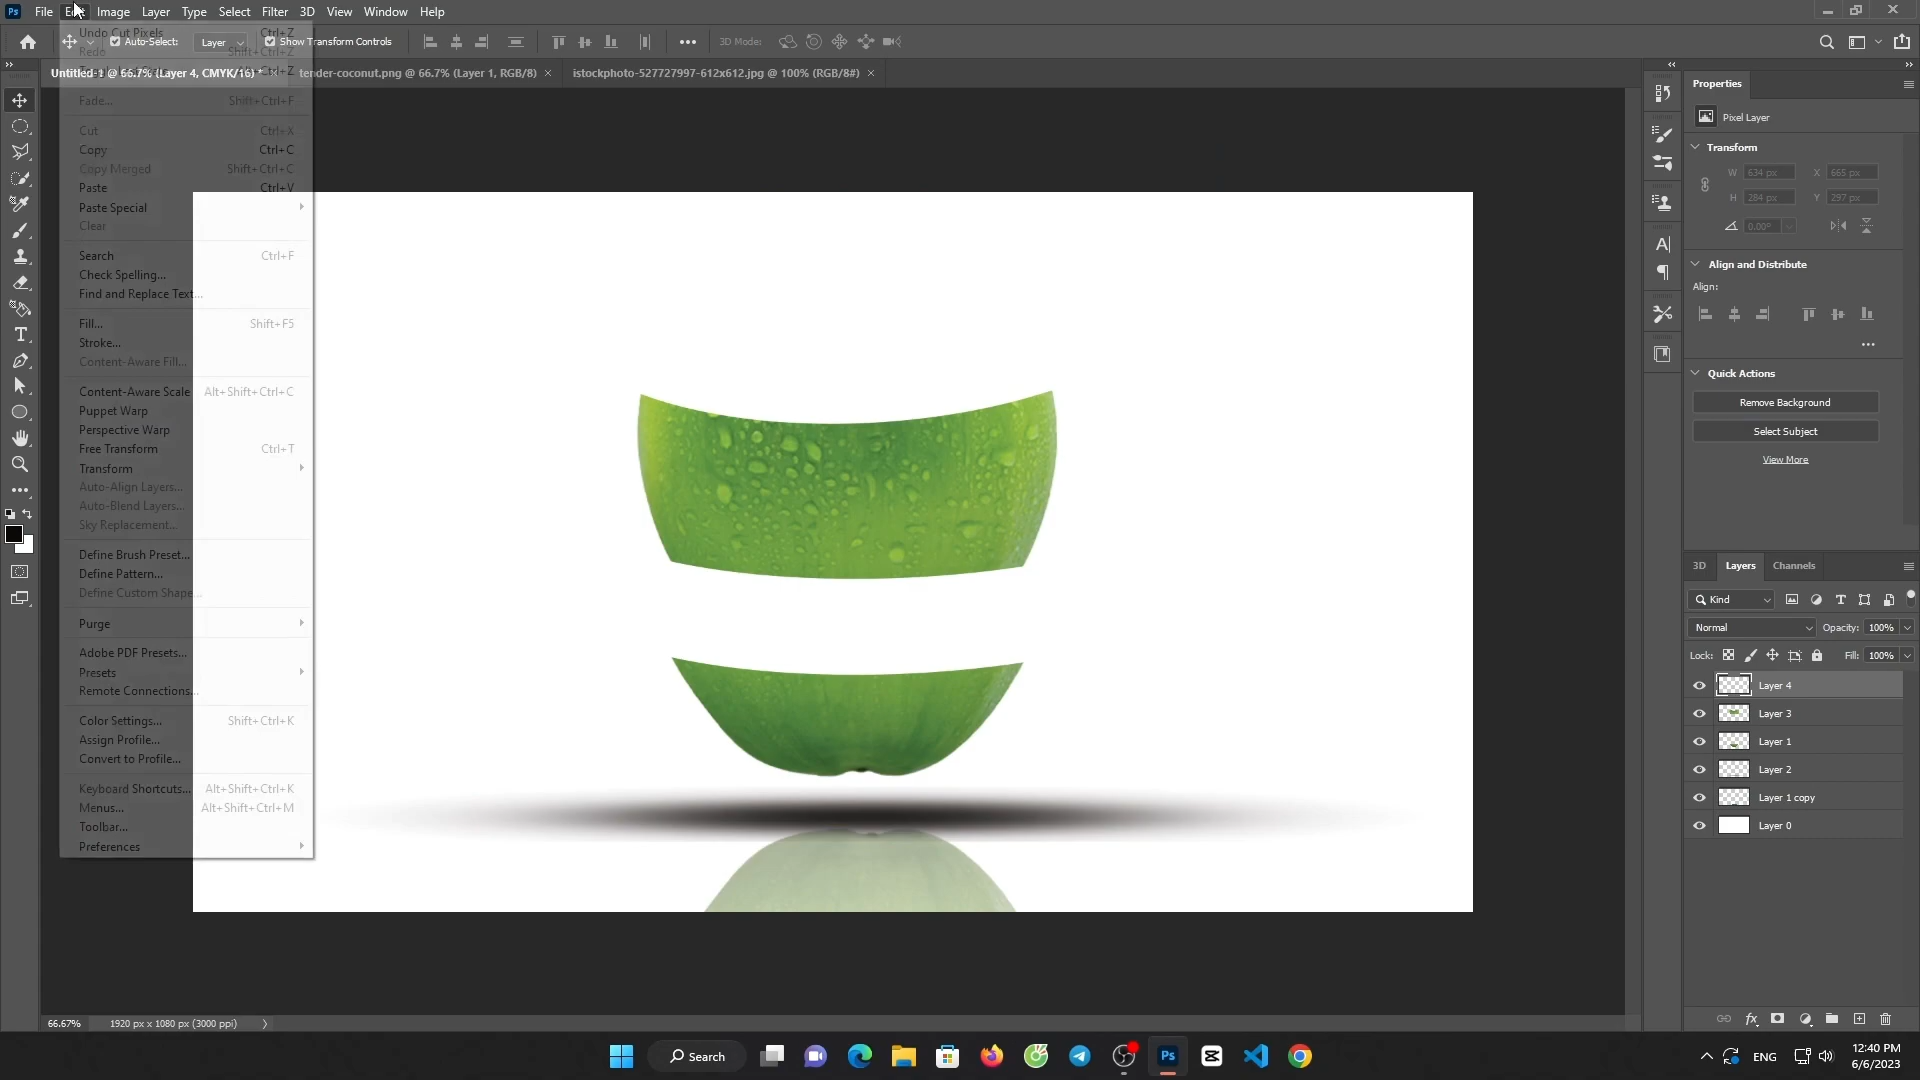 Ps File Edit Image Layer Type Select Filter 3D View Window Help
Auto-Select: Layer Show Transform Controls 3D Mode:
Untitled-1 @ 66.7% (Layer 4, CMYK/16) * tender-coconut.png @ 66.7% (Layer 1, RGB/8) istockphoto-527727997-612x612.jpg @ 100% (RGB/8#)
Undo Cut Pixels Ctrl+Z
Redo Shift+Ctrl+Z
Fade... Shift+Ctrl+F
Cut Ctrl+X
Copy Ctrl+C
Copy Merged Shift+Ctrl+C
Paste Ctrl+V
Paste Special
Clear
Search Ctrl+F
Check Spelling...
Find and Replace Text...
Fill... Shift+F5
Stroke...
Content-Aware Fill...
Content-Aware Scale Alt+Shift+Ctrl+C
Puppet Warp
Perspective Warp
Free Transform Ctrl+T
Transform
Auto-Align Layers...
Auto-Blend Layers...
Sky Replacement...
Define Brush Preset...
Define Pattern...
Define Custom Shape...
Purge
Adobe PDF Presets...
Presets
Remote Connections...
Color Settings... Shift+Ctrl+K
Assign Profile...
Convert to Profile...
Keyboard Shortcuts... Alt+Shift+Ctrl+K
Menus... Alt+Shift+Ctrl+M
Toolbar...
Preferences
66.67% 1920 px x 1080 px (3000 ppi)
Properties
Pixel Layer
Transform
W 634 px X 665 px
H 284 px Y 297 px
0.00°
Align and Distribute
Align:
Quick Actions
Remove Background
Select Subject
View More
3D Layers Channels
Kind
Normal Opacity: 100%
Lock: Fill: 100%
Layer 4
Layer 3
Layer 1
Layer 2
Layer 1 copy
Layer 0
Search
Ps
ENG
12:40 PM
6/6/2023